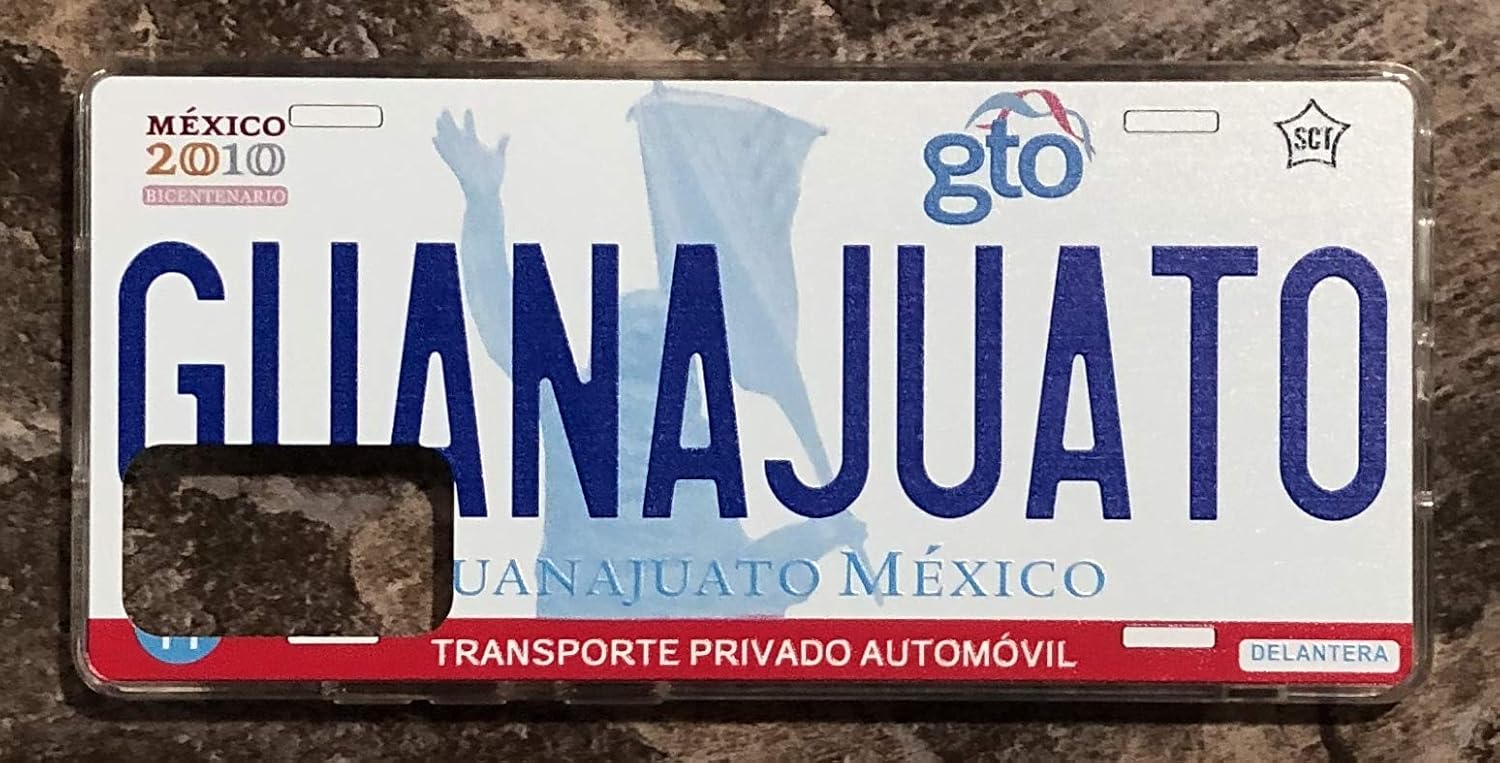 MÉXICO
2010
BICENTENARIO
gto
SCT
GUANAJUATO
UANAJUATO MÉXICO
TRANSPORTE PRIVADO AUTOMÓVIL
DELANTERA